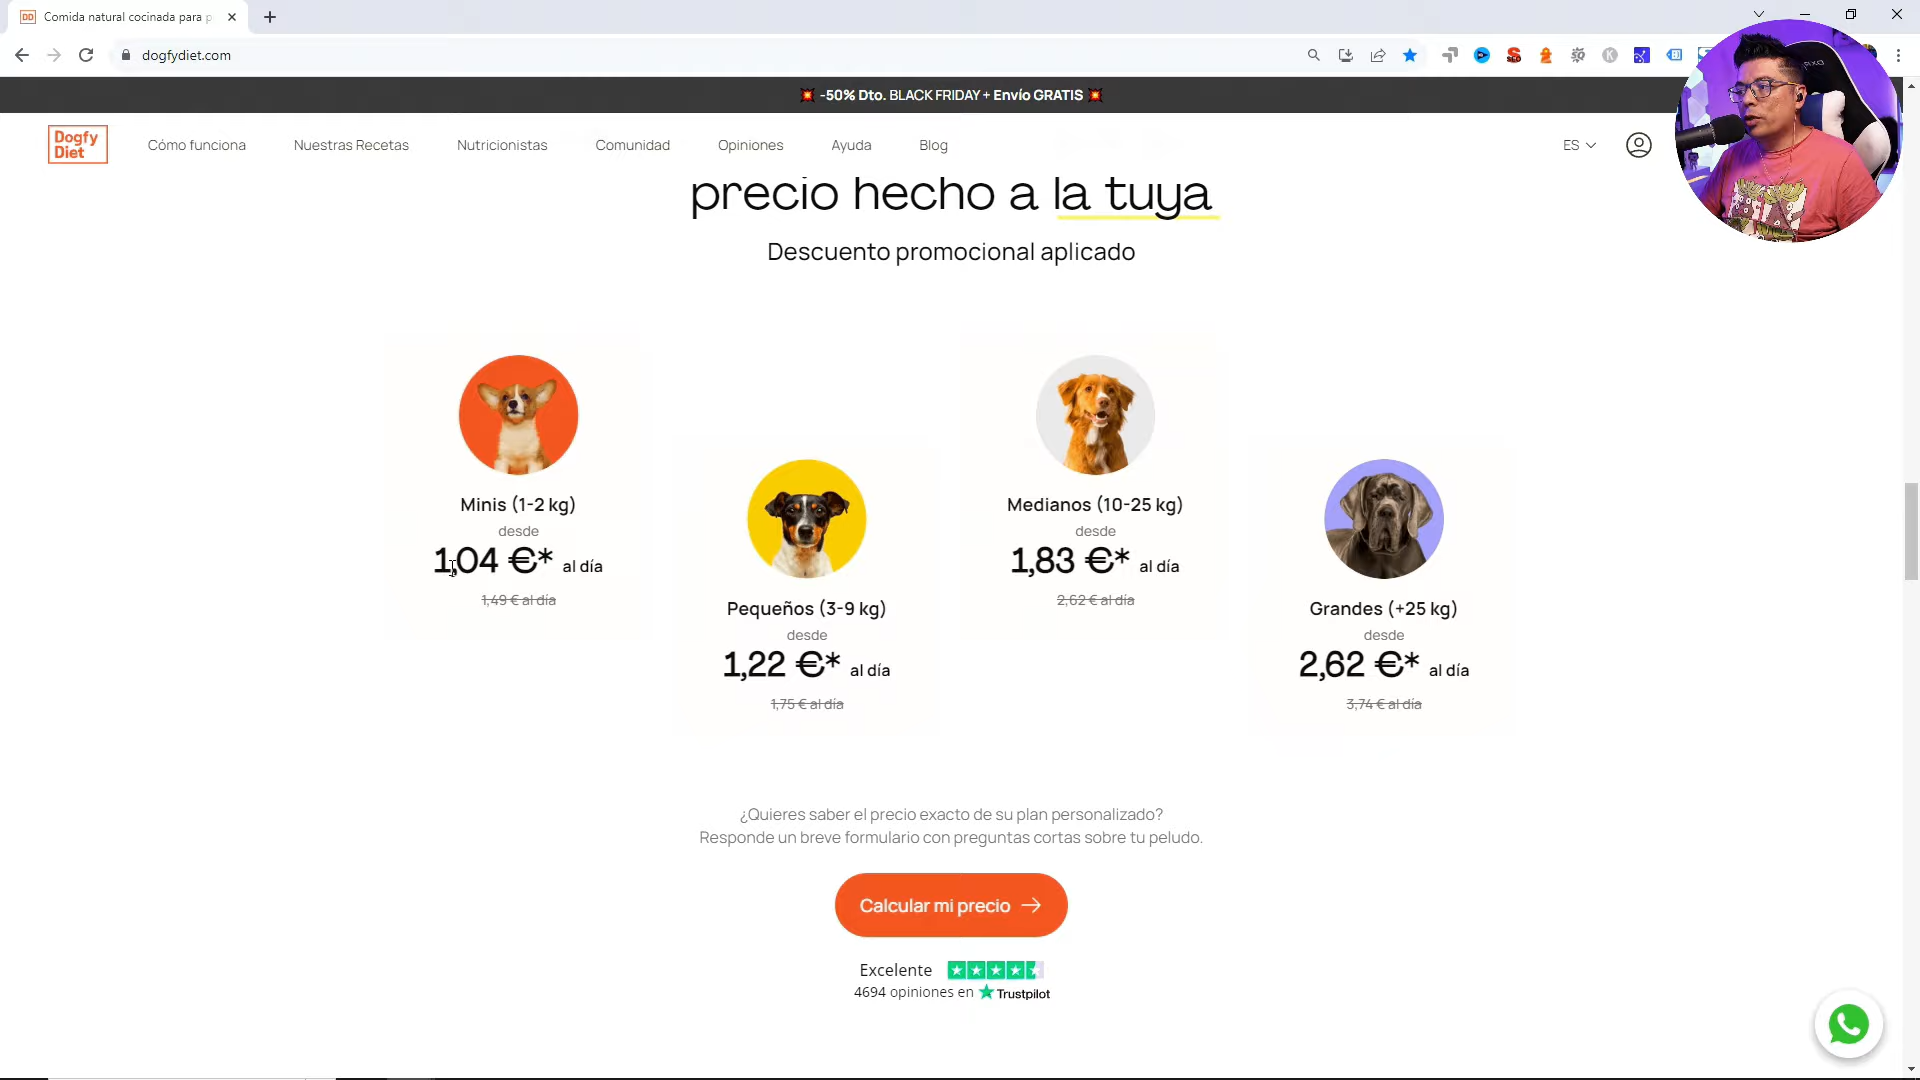 Comida natural cocinada para p
dogfydiet.com
-50% Dto. BLACK FRIDAY + Envío GRATIS
Dogfy
Diet
Cómo funciona
Nuestras Recetas
Nutricionistas
Comunidad
Opiniones
Ayuda
Blog
ES
precio hecho a la tuya
Descuento promocional aplicado
Minis (1-2 kg)
desde
1,04 €* al día
1,49 € al día
Pequeños (3-9 kg)
desde
1,22 €* al día
1,75 € al día
Medianos (10-25 kg)
desde
1,83 €* al día
2,62 € al día
Grandes (+25 kg)
desde
2,62 €* al día
3,74 € al día
¿Quieres saber el precio exacto de su plan personalizado?
Responde un breve formulario con preguntas cortas sobre tu peludo.
Calcular mi precio
Excelente
4694 opiniones en Trustpilot